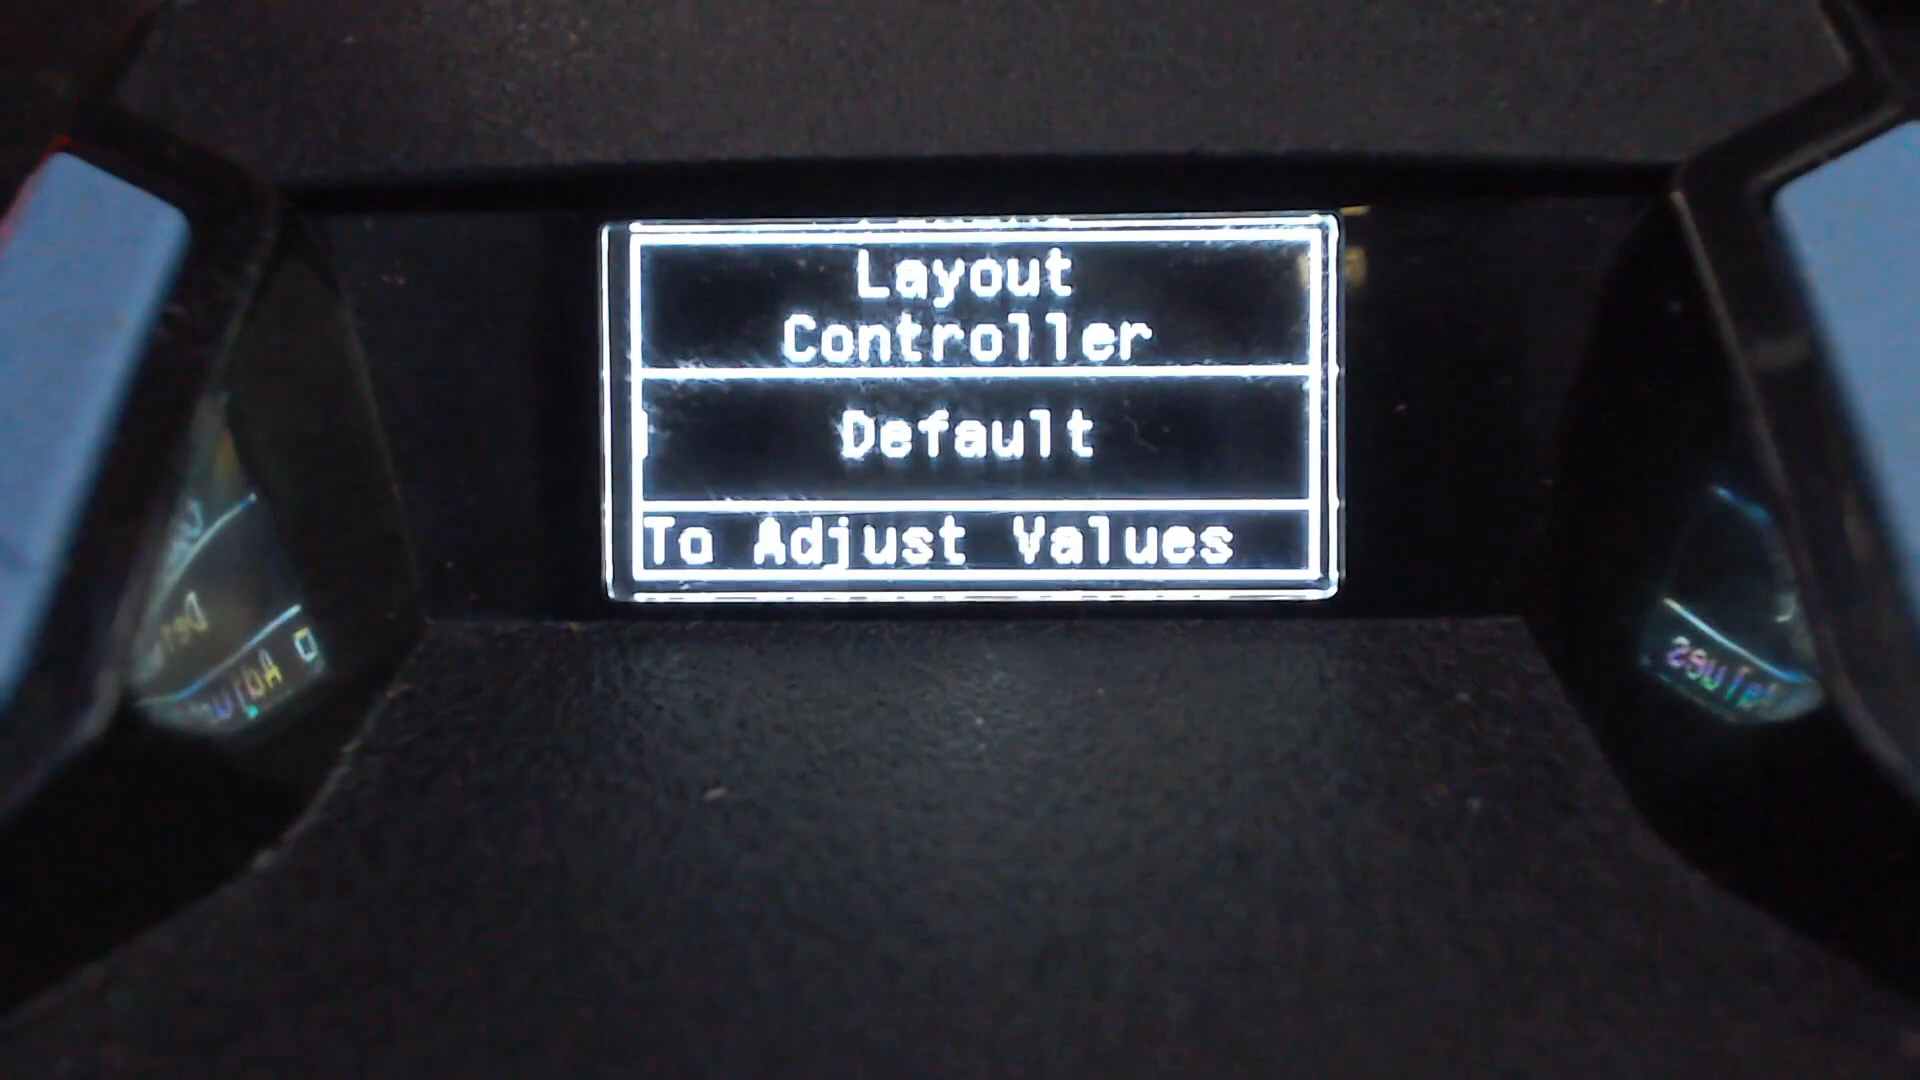 Layout
Controller
Default
To Adjust Values